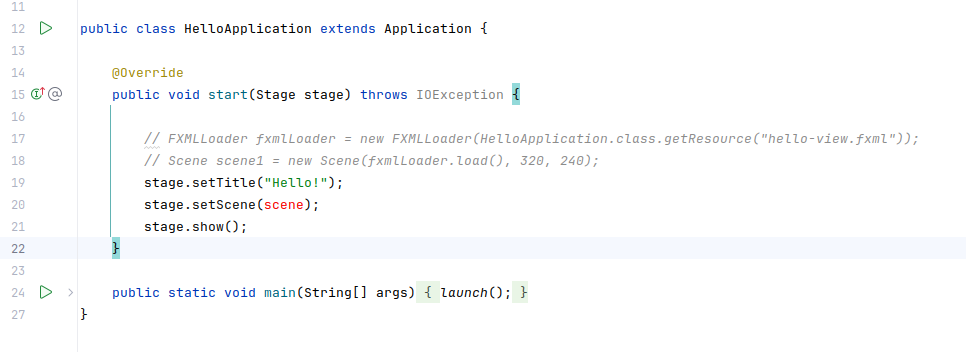 11
12 public class HelloApplication extends Application {
13
14 @Override
15 public void start(Stage stage) throws IOException {
16
17 // FXMLLoader fxmlLoader = new FXMLLoader(HelloApplication.class.getResource("hello-view.fxml"));
18 // Scene scene1 = new Scene(fxmlLoader.load(), 320, 240);
19 stage.setTitle("Hello!");
20 stage.setScene(scene);
21 stage.show();
22 }
23
24 public static void main(String[] args) { launch(); }
27 }